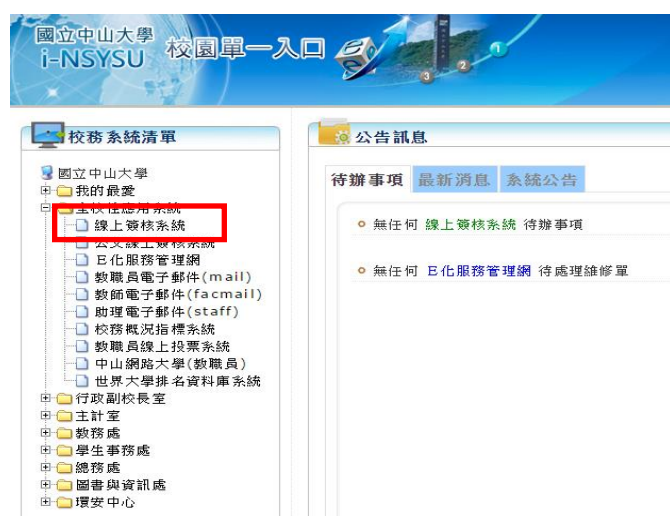 國立中山大學
i-NSYSU 校園單一入口
3 2 1
校務系統清單
國立中山大學
我的最愛
全校性應用系統
線上簽核系統
公文線上簽核系統
E化服務管理網
教職員電子郵件(mail)
教師電子郵件(facmail)
助理電子郵件(staff)
校務概況指標系統
教職員線上投票系統
中山網路大學(教職員)
世界大學排名資料庫系統
行政副校長室
主計室
教務處
學生事務處
總務處
圖書與資訊處
環安中心
公告訊息
待辦事項 最新消息 系統公告
無任何 線上簽核系統 待辦事項
無任何 E化服務管理網 待處理維修單